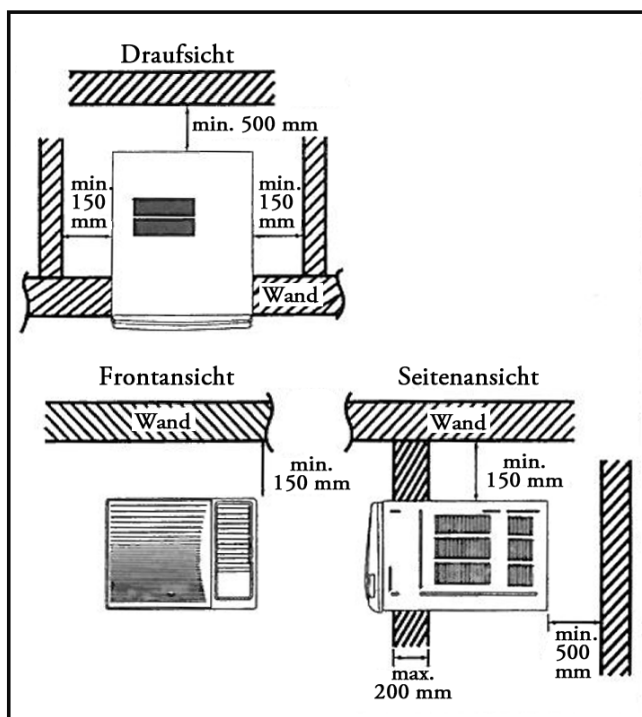 Draufsicht
min. 500 mm
min.
150
mm
min.
150
mm
Wand
Frontansicht
Wand
min.
150 mm
Seitenansicht
Wand
min.
150 mm
min.
500
mm
max.
200 mm